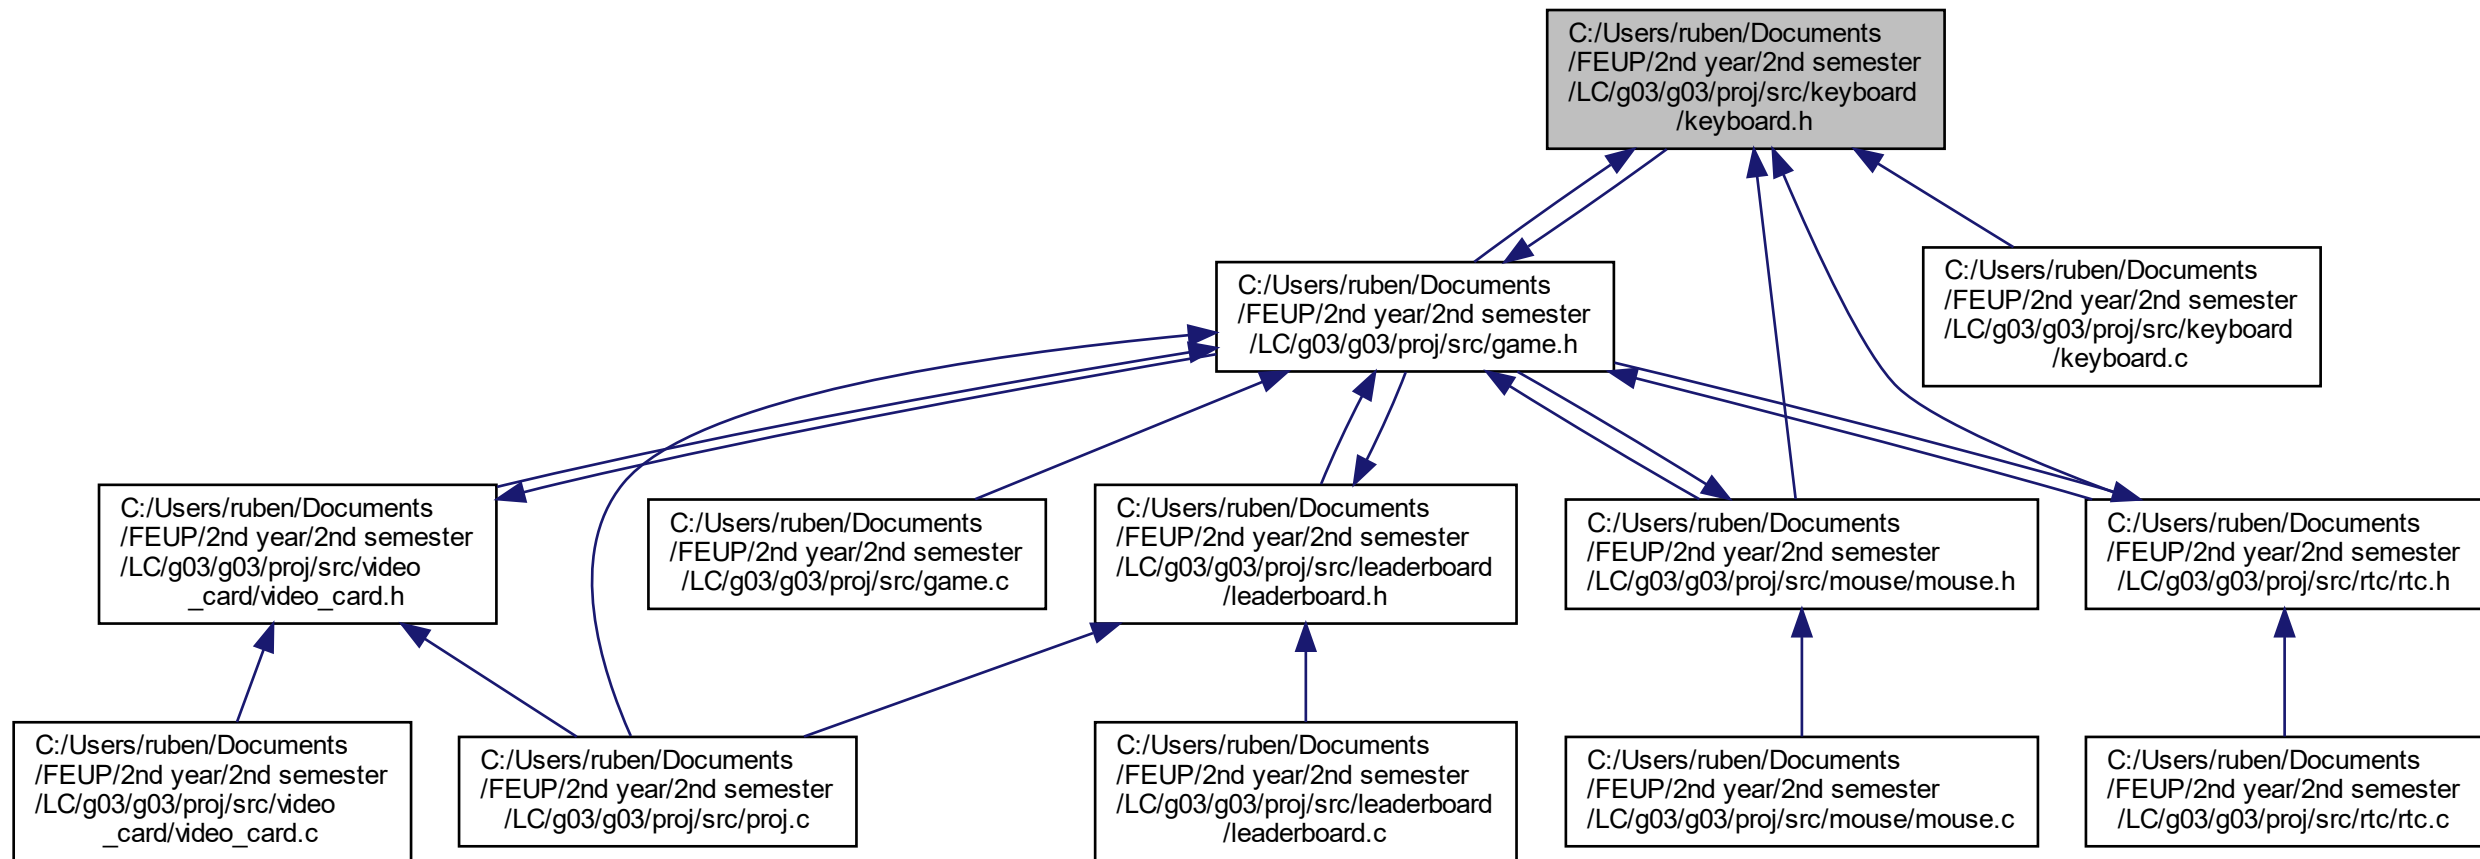 C:/Users/ruben/Documents
/FEUP/2nd year/2nd semester
/LC/g03/g03/proj/src/keyboard
/keyboard.h
C:/Users/ruben/Documents
/FEUP/2nd year/2nd semester
/LC/g03/g03/proj/src/game.h
C:/Users/ruben/Documents
/FEUP/2nd year/2nd semester
/LC/g03/g03/proj/src/keyboard
/keyboard.c
C:/Users/ruben/Documents
/FEUP/2nd year/2nd semester
/LC/g03/g03/proj/src/video
_card/video_card.h
C:/Users/ruben/Documents
/FEUP/2nd year/2nd semester
/LC/g03/g03/proj/src/game.c
C:/Users/ruben/Documents
/FEUP/2nd year/2nd semester
/LC/g03/g03/proj/src/leaderboard
/leaderboard.h
C:/Users/ruben/Documents
/FEUP/2nd year/2nd semester
/LC/g03/g03/proj/src/mouse/mouse.h
C:/Users/ruben/Documents
/FEUP/2nd year/2nd semester
/LC/g03/g03/proj/src/rtc/rtc.h
C:/Users/ruben/Documents
/FEUP/2nd year/2nd semester
/LC/g03/g03/proj/src/video
_card/video_card.c
C:/Users/ruben/Documents
/FEUP/2nd year/2nd semester
/LC/g03/g03/proj/src/proj.c
C:/Users/ruben/Documents
/FEUP/2nd year/2nd semester
/LC/g03/g03/proj/src/leaderboard
/leaderboard.c
C:/Users/ruben/Documents
/FEUP/2nd year/2nd semester
/LC/g03/g03/proj/src/mouse/mouse.c
C:/Users/ruben/Documents
/FEUP/2nd year/2nd semester
/LC/g03/g03/proj/src/rtc/rtc.c